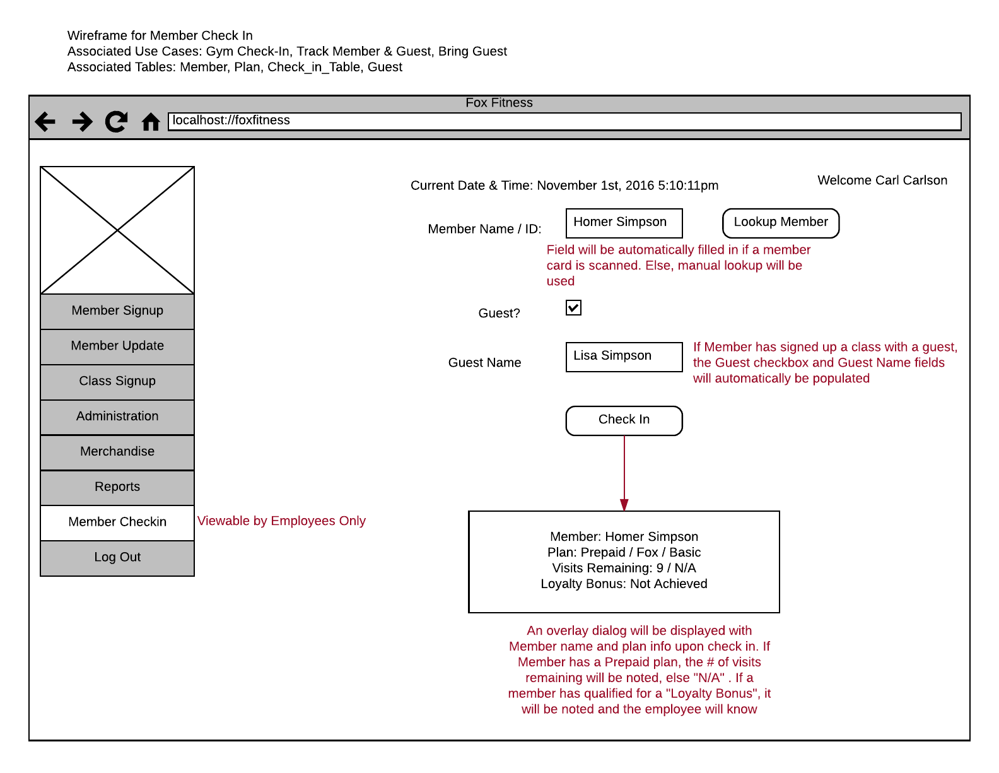 Wireframe for Member Check In
Associated Use Cases: Gym Check-In, Track Member & Guest, Bring Guest
Associated Tables: Member, Plan, Check_in_Table, Guest
Fox Fitness
localhost://foxfitness
Current Date & Time: November 1st, 2016 5:10:11pm
Welcome Carl Carlson
Member Name / ID:
Homer Simpson
Lookup Member
Field will be automatically filled in if a member
card is scanned. Else, manual lookup will be
used
Guest?
Guest Name
Lisa Simpson
If Member has signed up a class with a guest,
the Guest checkbox and Guest Name fields
will automatically be populated
Check In
Member Signup
Member Update
Class Signup
Administration
Merchandise
Reports
Member Checkin
Viewable by Employees Only
Log Out
Member: Homer Simpson
Plan: Prepaid / Fox / Basic
Visits Remaining: 9 / N/A
Loyalty Bonus: Not Achieved
An overlay dialog will be displayed with
Member name and plan info upon check in. If
Member has a Prepaid plan, the # of visits
remaining will be noted, else "N/A" . If a
member has qualified for a "Loyalty Bonus", it
will be noted and the employee will know